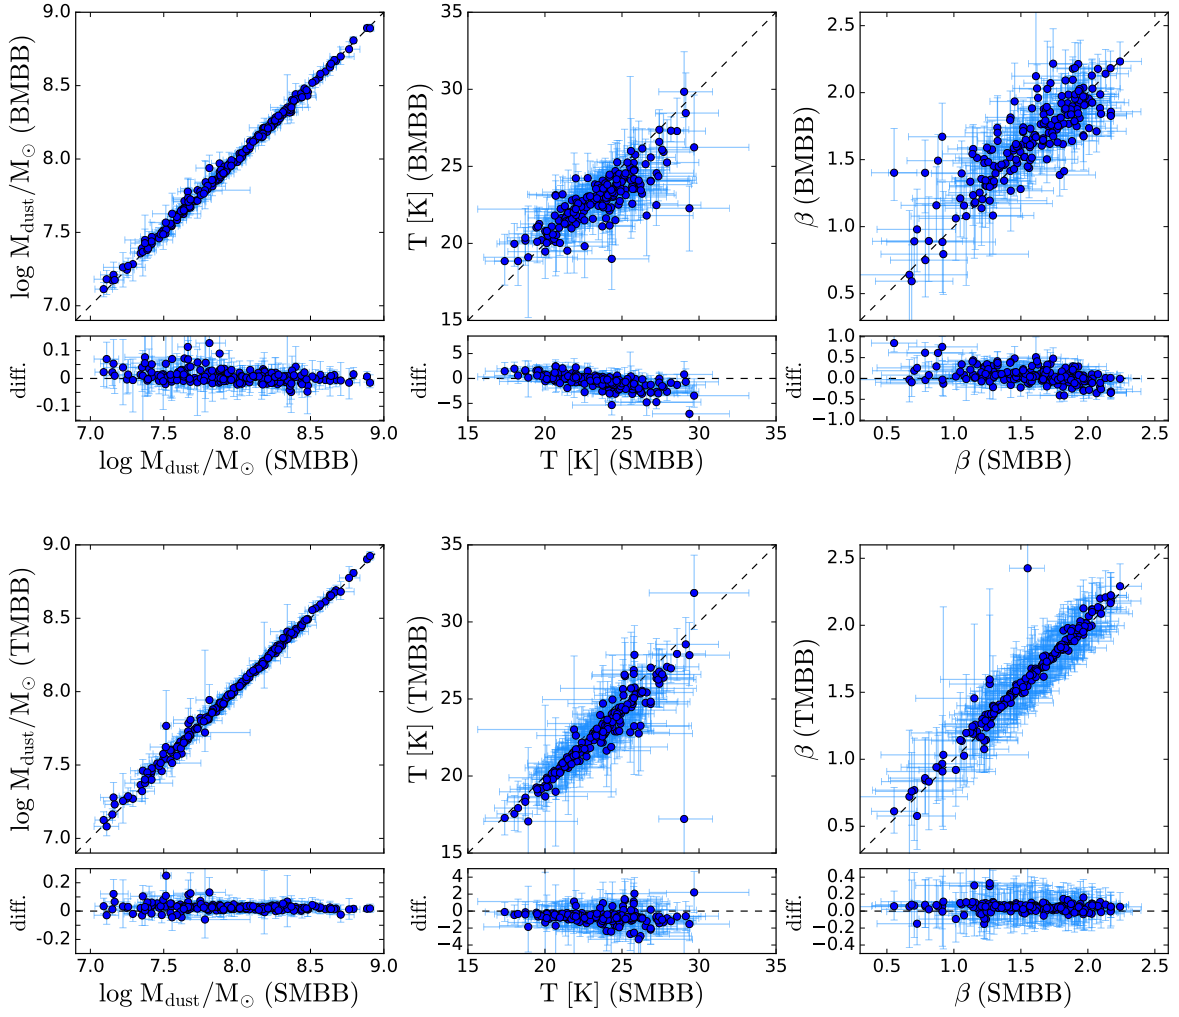 9.0
8.5
8.0
7.5
7.0
log M_dust/M_⊙ (BMBB)
0.1
0
-0.1
diff.
7.0 7.5 8.0 8.5 9.0
log M_dust/M_⊙ (SMBB)
35
30
25
20
15
T [K] (BMBB)
5
0
−5
diff.
15 20 25 30 35
T [K] (SMBB)
2.5
2.0
1.5
1.0
0.5
β (BMBB)
1.0
0.5
0.0
−0.5
−1.0
diff.
0.5 1.0 1.5 2.0 2.5
β (SMBB)
9.0
8.5
8.0
7.5
7.0
log M_dust/M_⊙ (TMBB)
0.2
0
-0.2
diff.
7.0 7.5 8.0 8.5 9.0
log M_dust/M_⊙ (SMBB)
35
30
25
20
15
T [K] (TMBB)
4
2
0
−2
−4
diff.
15 20 25 30 35
T [K] (SMBB)
2.5
2.0
1.5
1.0
0.5
β (TMBB)
0.4
0.2
0.0
−0.2
−0.4
diff.
0.5 1.0 1.5 2.0 2.5
β (SMBB)